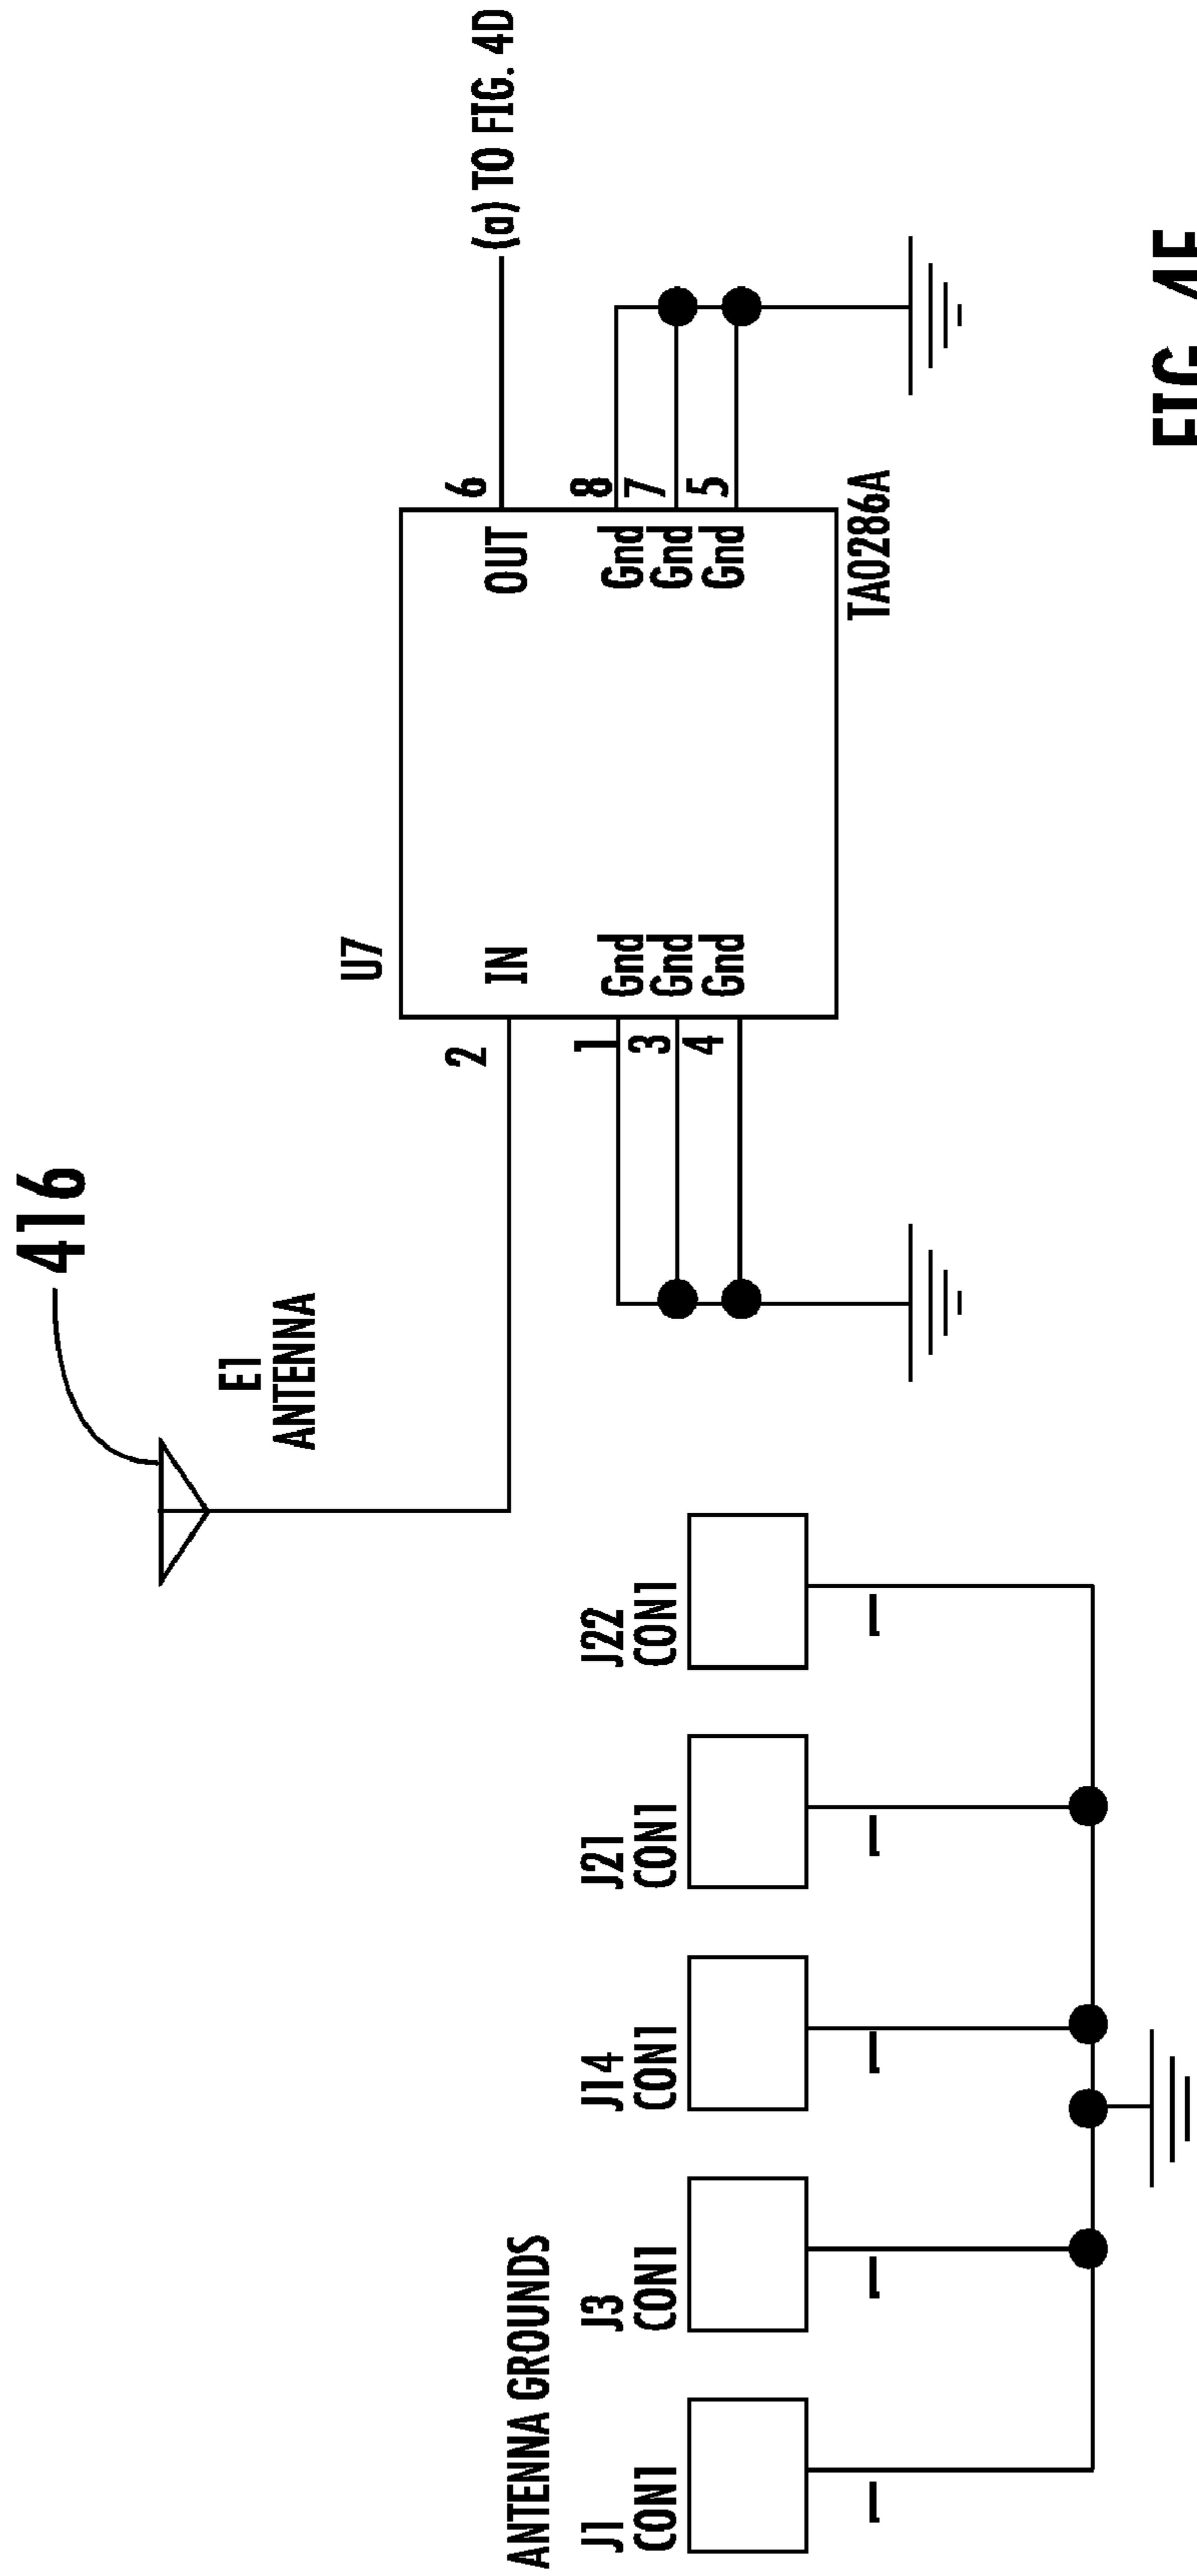 416
E1
ANTENNA
U7
2
IN
OUT
6
(a) TO FIG. 4D
1
Gnd
Gnd
8
3
Gnd
Gnd
7
4
Gnd
Gnd
5
TA0286A
ANTENNA GROUNDS
J1
CON1
J3
CON1
J14
CON1
J21
CON1
J22
CON1
1
1
1
1
1
FIG.